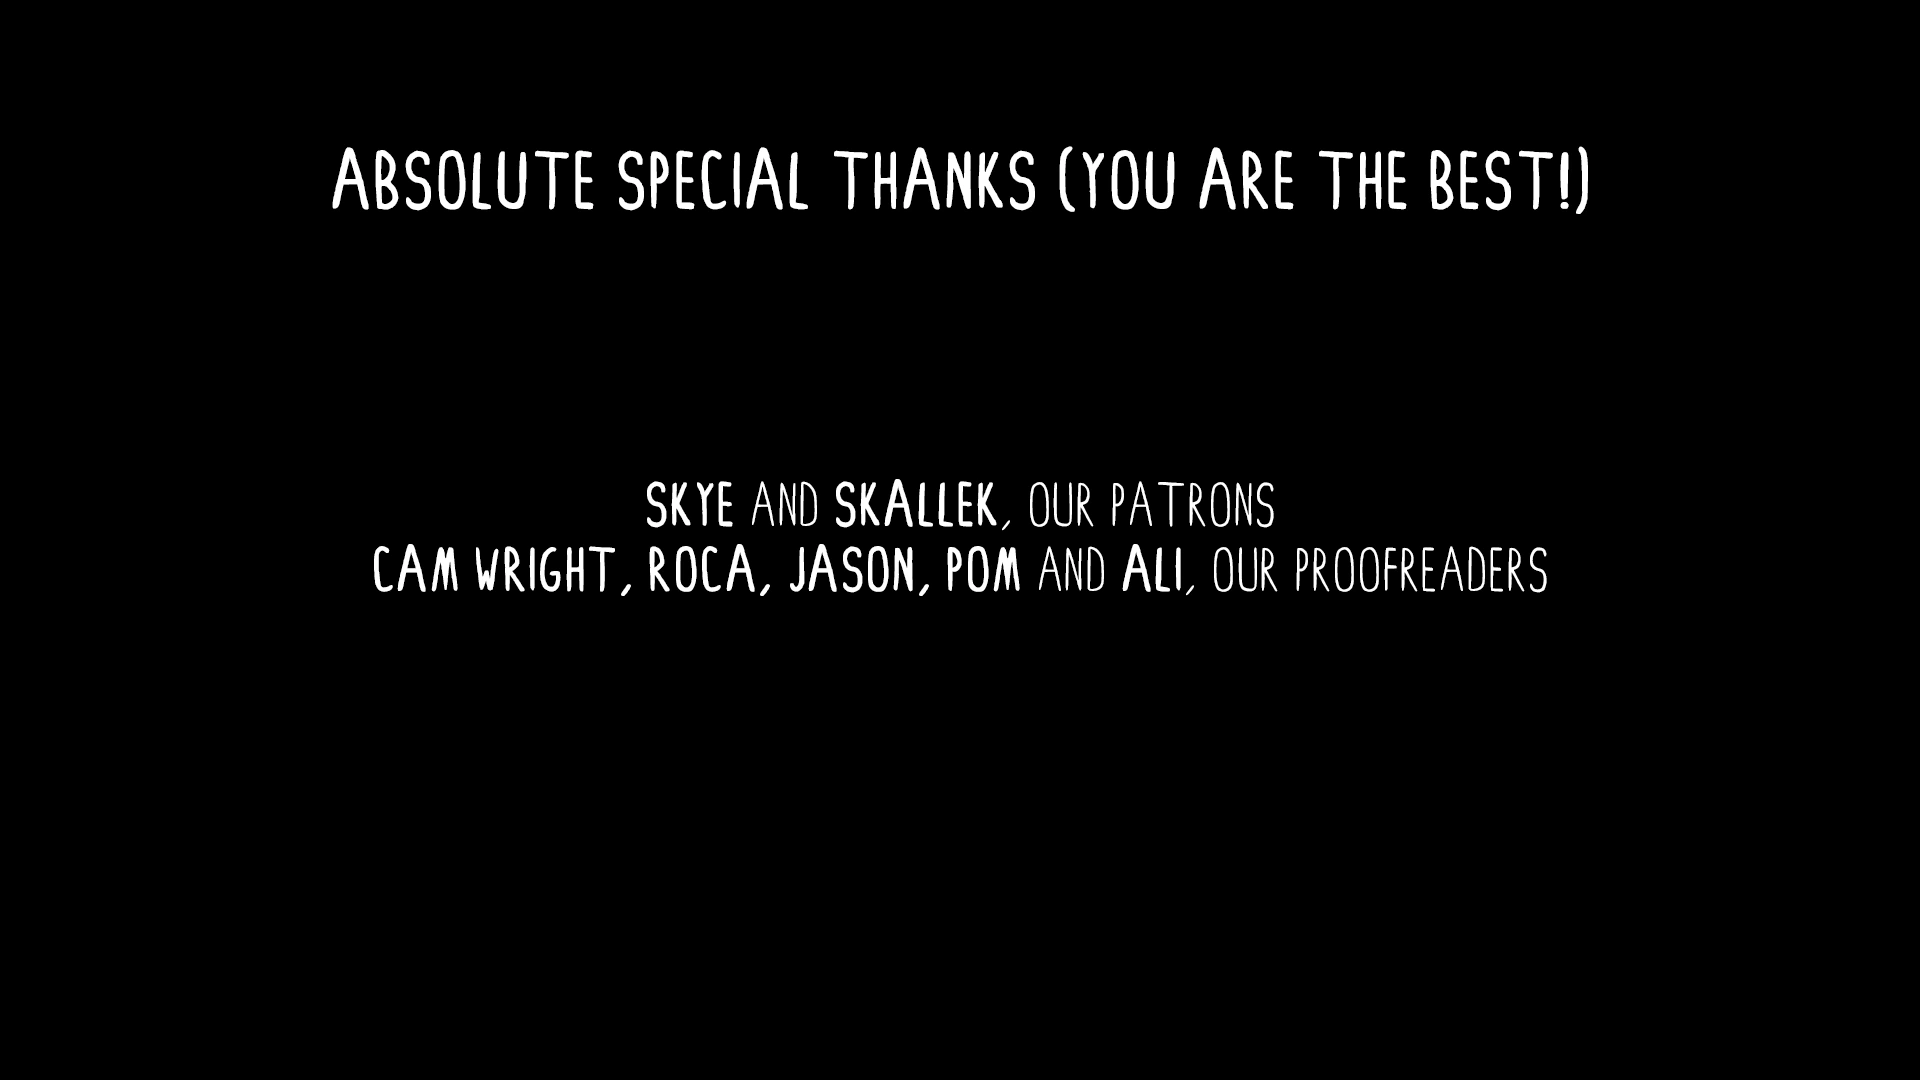 ABSOLUTE SPECIAL THANKS (YOU ARE THE BEST!)
SKYE AND SKALLEK, OUR PATRONS
CAM WRIGHT, ROCA, JASON, POM AND ALI, OUR PROOFREADERS